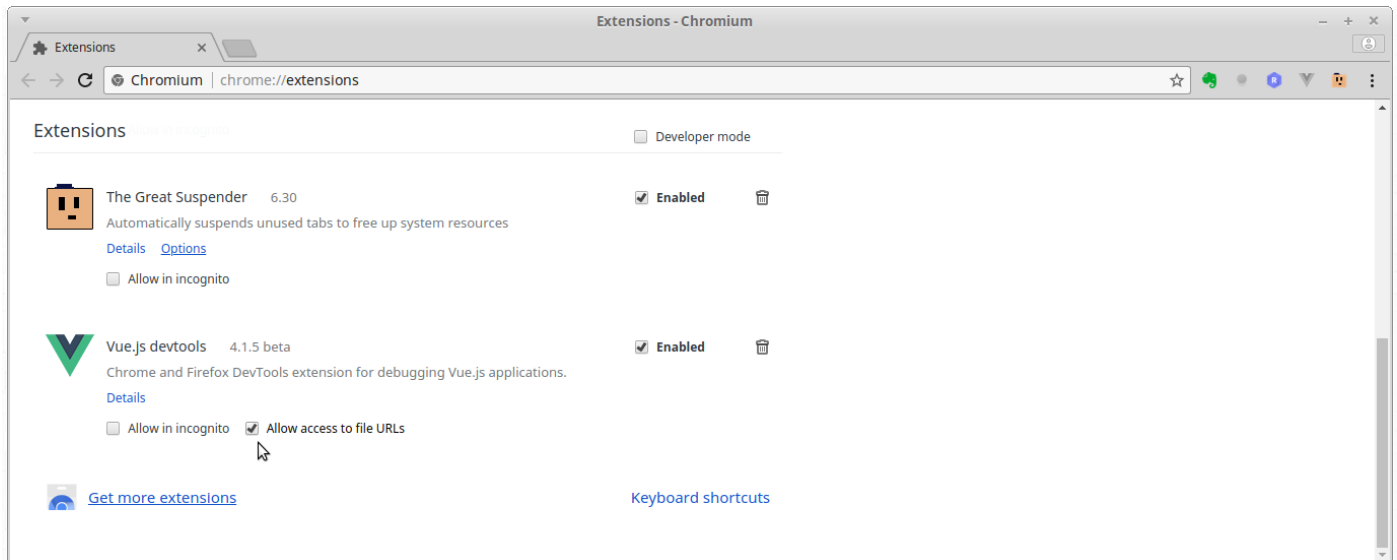 Extensions - Chromium
Extensions
Chromium chrome://extensions
Extensions
Developer mode
The Great Suspender 6.30 Enabled
Automatically suspends unused tabs to free up system resources
Details Options
Allow in incognito
Vue.js devtools 4.1.5 beta Enabled
Chrome and Firefox DevTools extension for debugging Vue.js applications.
Details
Allow in incognito Allow access to file URLs
Get more extensions Keyboard shortcuts